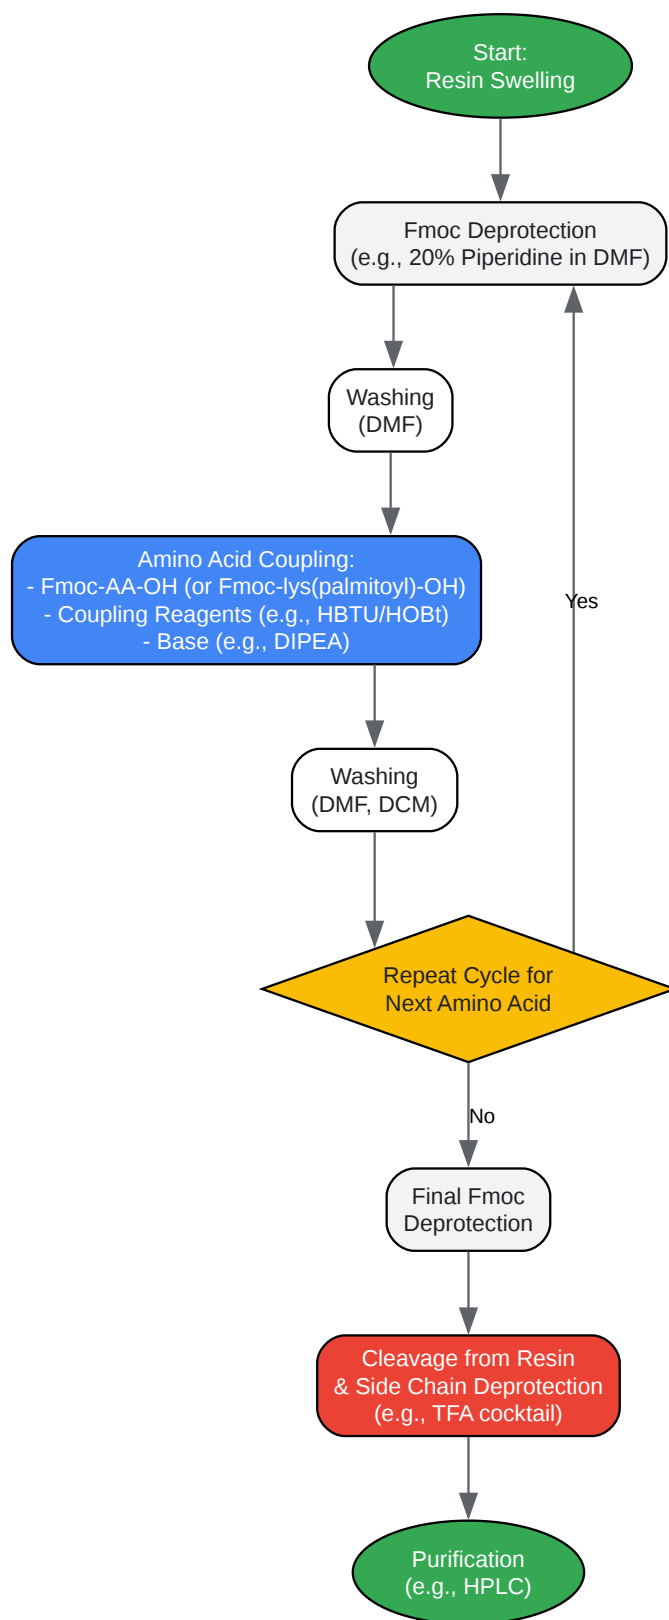 Start:
Resin Swelling
Fmoc Deprotection
(e.g., 20% Piperidine in DMF)
Washing
(DMF)
Amino Acid Coupling:
- Fmoc-AA-OH (or Fmoc-lys(palmitoyl)-OH)
- Coupling Reagents (e.g., HBTU/HOBt)
- Base (e.g., DIPEA)
Yes
Washing
(DMF, DCM)
Repeat Cycle for
Next Amino Acid
No
Final Fmoc
Deprotection
Cleavage from Resin
& Side Chain Deprotection
(e.g., TFA cocktail)
Purification
(e.g., HPLC)